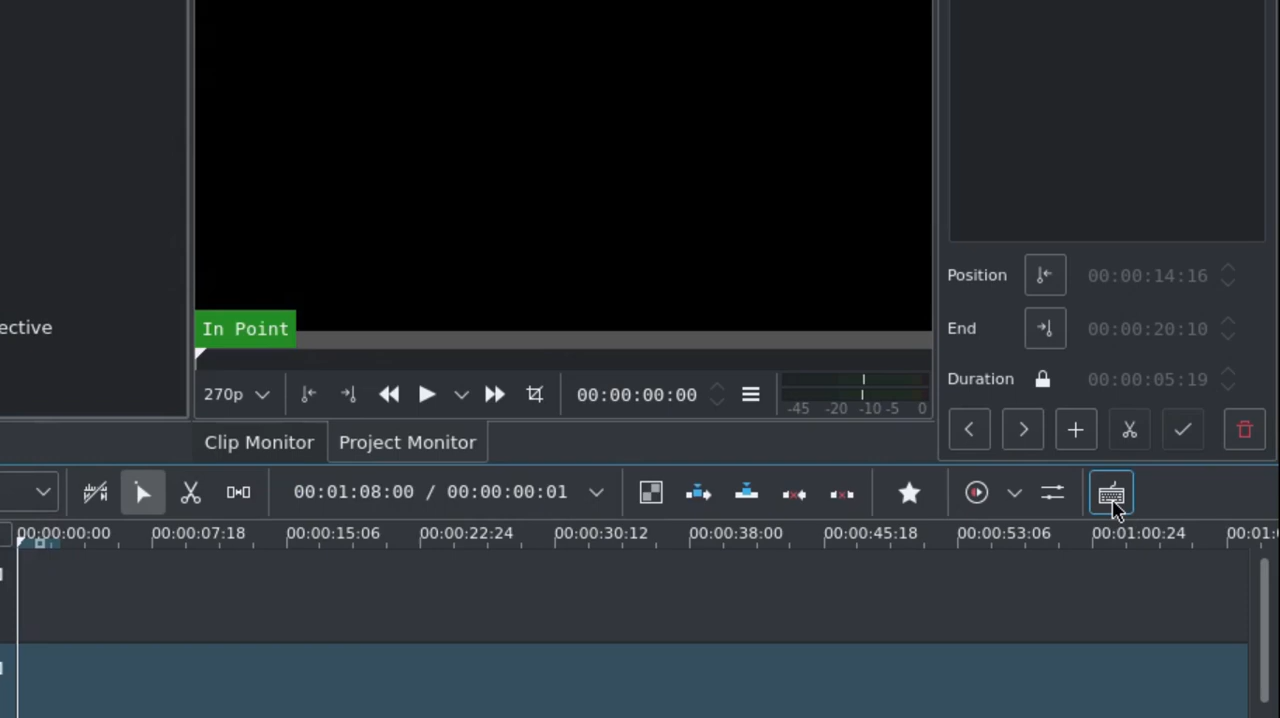 ective
In Point
Position 00:00:14:16
End 00:00:20:10
Duration 00:00:05:19
270p 00:00:00:00 -45 -20 -10 -5 0
Clip Monitor Project Monitor
00:01:08:00 / 00:00:00:01
00:00:00:00 00:00:07:18 00:00:15:06 00:00:22:24 00:00:30:12 00:00:38:00 00:00:45:18 00:00:53:06 00:01:00:24 00:01: